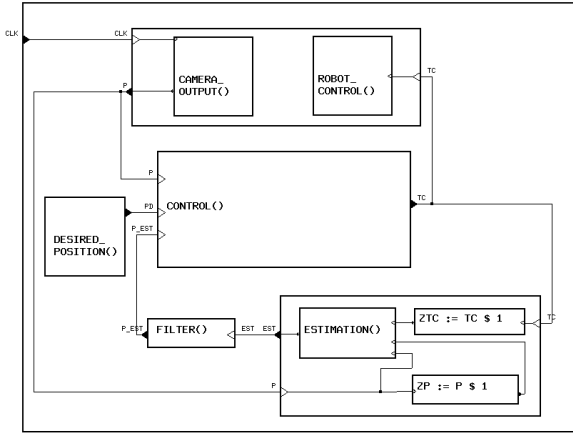 CLK
CLK
CAMERA_
OUTPUT()
ROBOT_
CONTROL()
TC
P
P
CONTROL()
TC
PD
P_EST
DESIRED_
POSITION()
P_EST
FILTER()
EST
EST
ESTIMATION()
ZTC := TC $ 1
TC
P
ZP := P $ 1